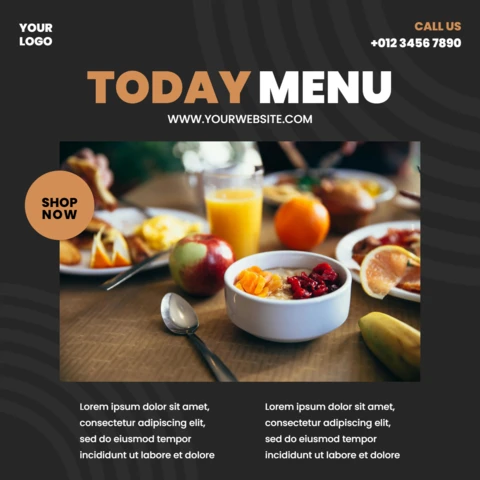 YOUR
LOGO
CALL US
+012 3456 7890
TODAY MENU
WWW.YOURWEBSITE.COM
SHOP
NOW
Lorem ipsum dolor sit amet,
consectetur adipiscing elit,
sed do eiusmod tempor
incididunt ut labore et dolore
Lorem ipsum dolor sit amet,
consectetur adipiscing elit,
sed do eiusmod tempor
incididunt ut labore et dolore